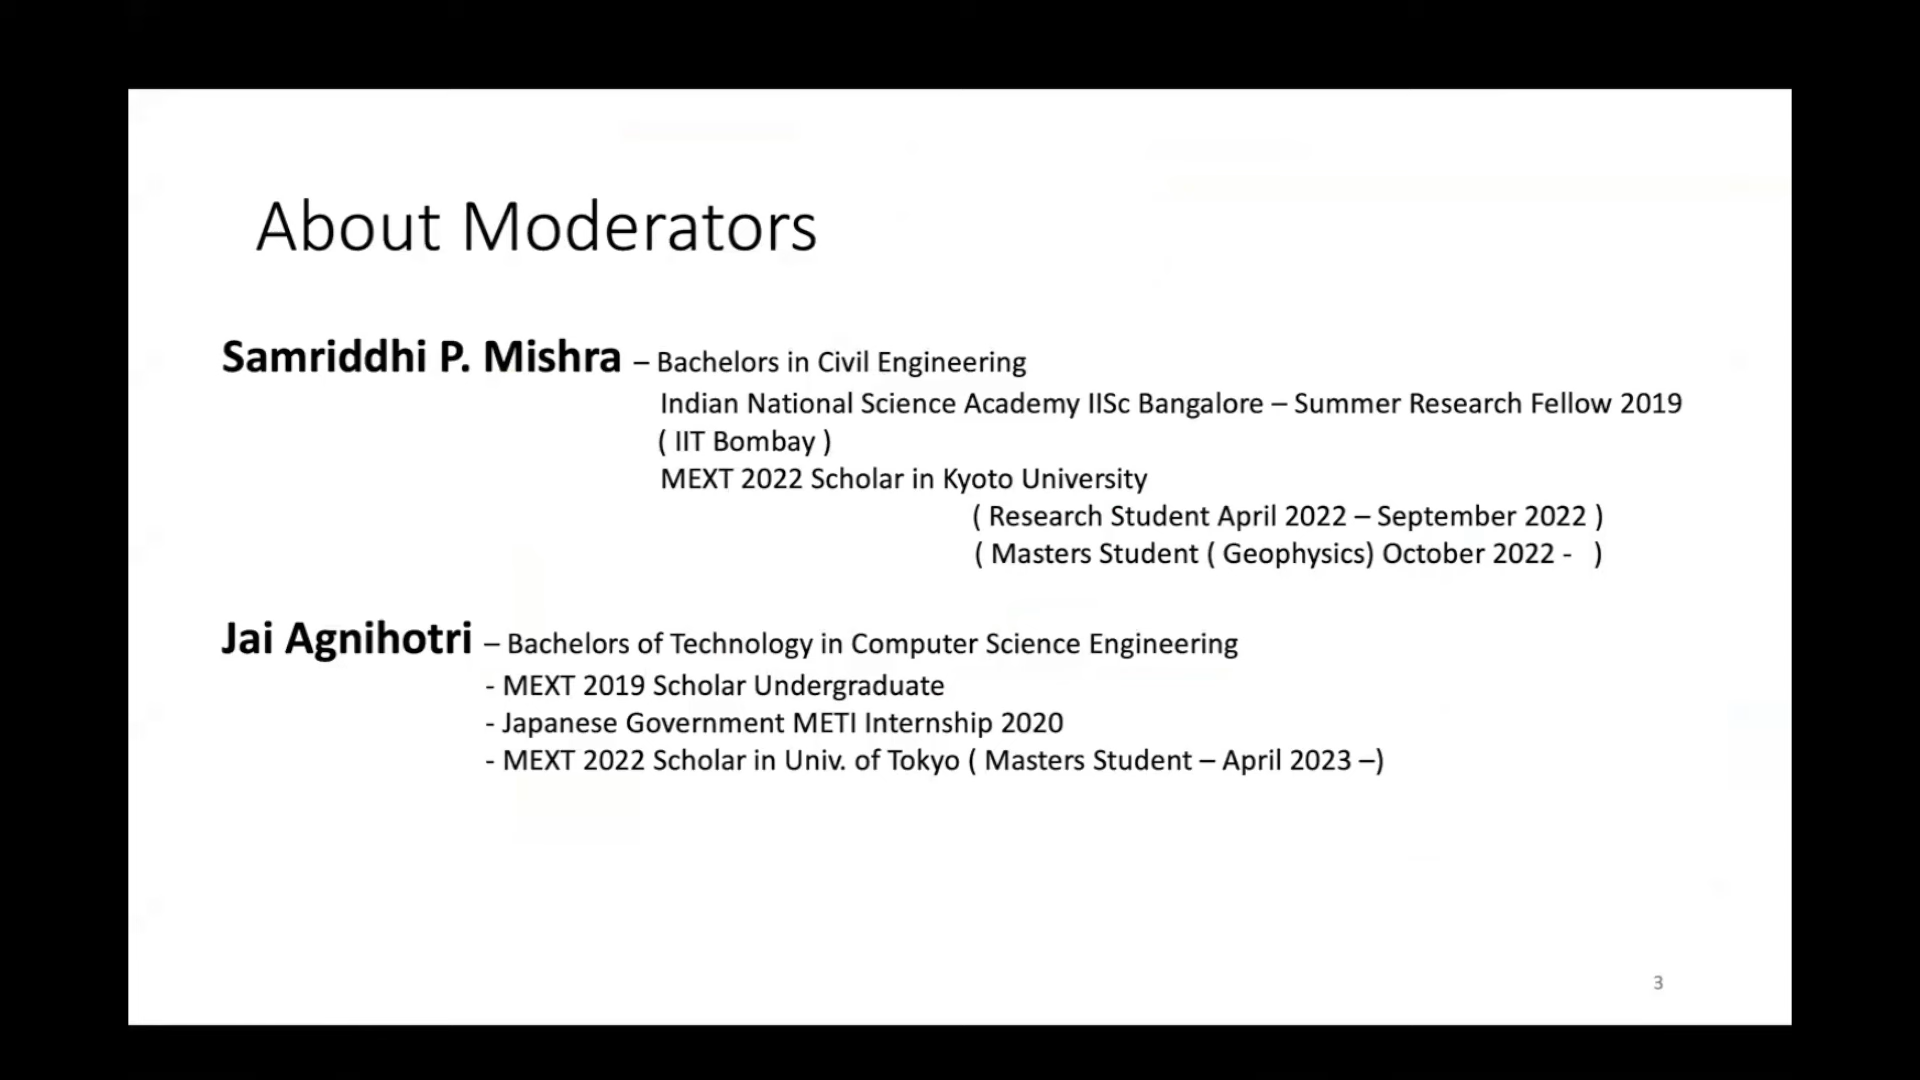 About Moderators
Samriddhi P. Mishra – Bachelors in Civil Engineering
Indian National Science Academy IISc Bangalore – Summer Research Fellow 2019
( IIT Bombay )
MEXT 2022 Scholar in Kyoto University
( Research Student April 2022 – September 2022 )
( Masters Student ( Geophysics) October 2022 - )
Jai Agnihotri – Bachelors of Technology in Computer Science Engineering
- MEXT 2019 Scholar Undergraduate
- Japanese Government METI Internship 2020
- MEXT 2022 Scholar in Univ. of Tokyo ( Masters Student – April 2023 –)
3